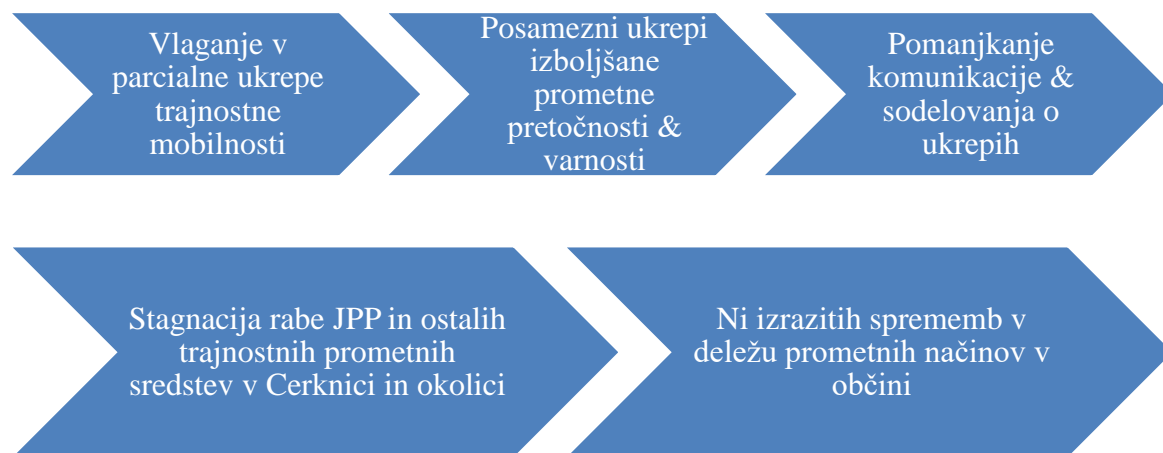 Vlaganje v
parcialne ukrepe
trajnostne
mobilnosti
Posamezni ukrepi
izboljšane
prometne
pretočnosti &
varnosti
Pomanjkanje
komunikacije &
sodelovanja o
ukrepih
Stagnacija rabe JPP in ostalih
trajnostnih prometnih
sredstev v Cerknici in okolici
Ni izrazitih sprememb v
deležu prometnih načinov v
občini